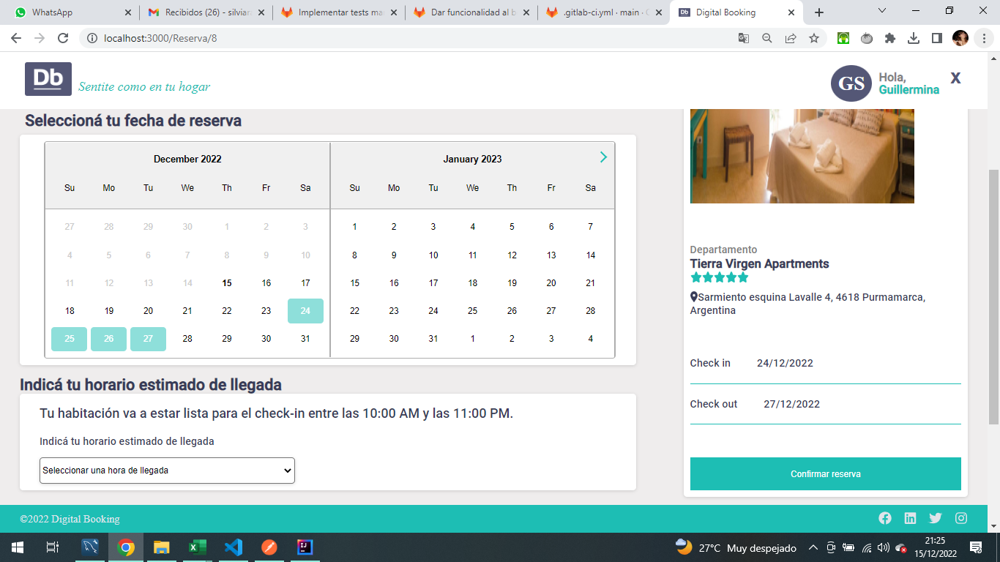 WhatsApp
Recibidos (26) - silviar
Implementar tests ma
Dar funcionalidad al b
.gitlab-ci.yml · main ·
Db Digital Booking
localhost:3000/Reserva/8
Db
Sentite como en tu hogar
GS
Hola,
Guillermina
X
Seleccioná tu fecha de reserva
December 2022
Su Mo Tu We Th Fr Sa
27 28 29 30 1 2 3
4 5 6 7 8 9 10
11 12 13 14 15 16 17
18 19 20 21 22 23 24
25 26 27 28 29 30 31
January 2023
Su Mo Tu We Th Fr Sa
1 2 3 4 5 6 7
8 9 10 11 12 13 14
15 16 17 18 19 20 21
22 23 24 25 26 27 28
29 30 31 1 2 3 4
Indicá tu horario estimado de llegada
Tu habitación va a estar lista para el check-in entre las 10:00 AM y las 11:00 PM.
Indicá tu horario estimado de llegada
Seleccionar una hora de llegada
Departamento
Tierra Virgen Apartments
Sarmiento esquina Lavalle 4, 4618 Purmamarca,
Argentina
Check in 24/12/2022
Check out 27/12/2022
Confirmar reserva
©2022 Digital Booking
27°C Muy despejado
21:25
15/12/2022